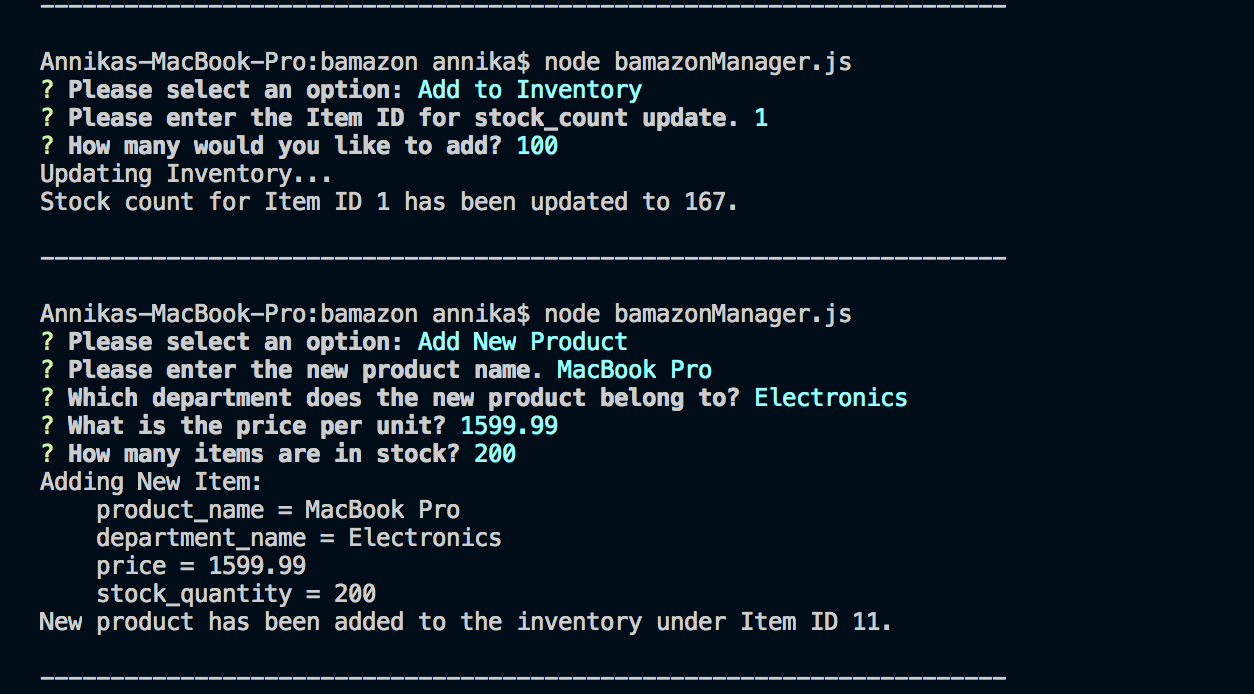 Annikas-MacBook-Pro:bamazon annika$ node bamazonManager.js
? Please select an option: Add to Inventory
? Please enter the Item ID for stock_count update. 1
? How many would you like to add? 100
Updating Inventory...
Stock count for Item ID 1 has been updated to 167.
Annikas-MacBook-Pro:bamazon annika$ node bamazonManager.js
? Please select an option: Add New Product
? Please enter the new product name. MacBook Pro
? Which department does the new product belong to? Electronics
? What is the price per unit? 1599.99
? How many items are in stock? 200
Adding New Item:
    product_name = MacBook Pro
    department_name = Electronics
    price = 1599.99
    stock_quantity = 200
New product has been added to the inventory under Item ID 11.